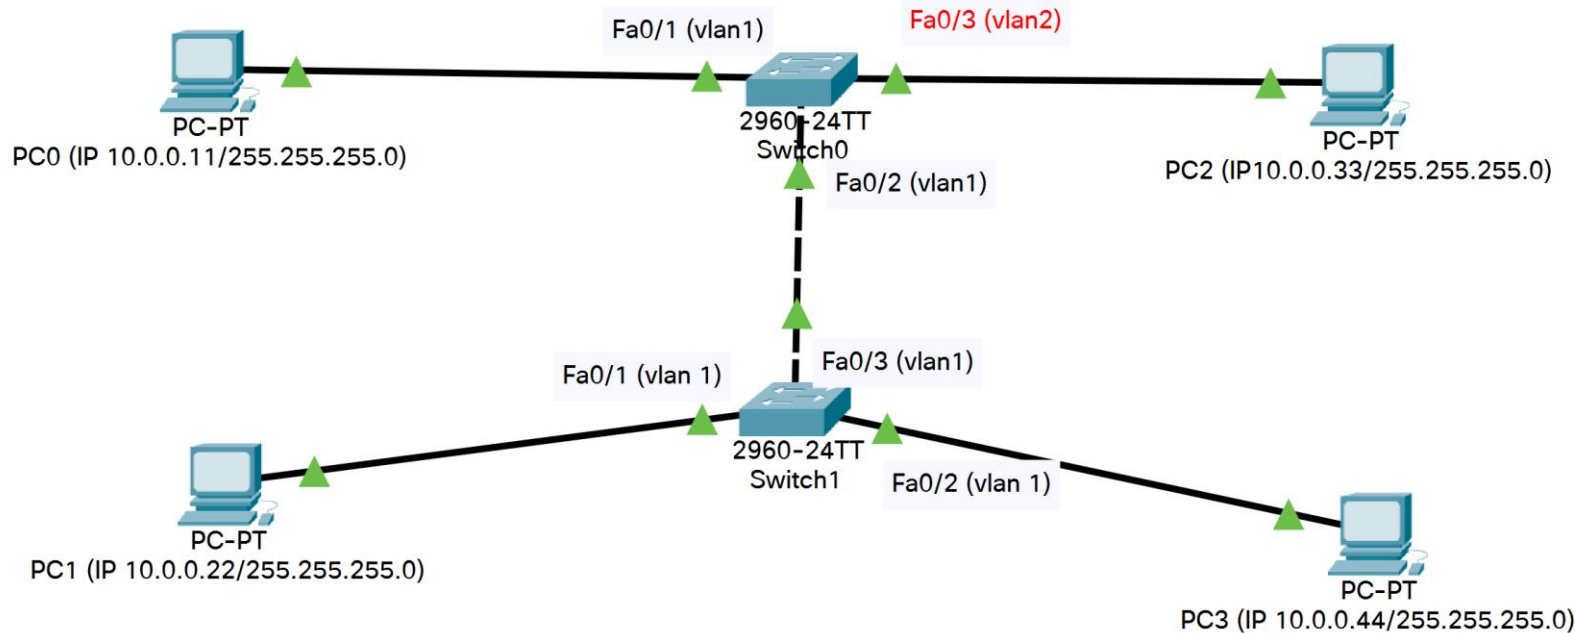 Fa0/1 (vlan1)
Fa0/3 (vlan2)
PC-PT
PC0 (IP 10.0.0.11/255.255.255.0)
2960-24TT
Switch0
PC-PT
PC2 (IP10.0.0.33/255.255.255.0)
Fa0/2 (vlan1)
Fa0/3 (vlan1)
Fa0/1 (vlan 1)
2960-24TT
Switch1
Fa0/2 (vlan 1)
PC-PT
PC1 (IP 10.0.0.22/255.255.255.0)
PC-PT
PC3 (IP 10.0.0.44/255.255.255.0)